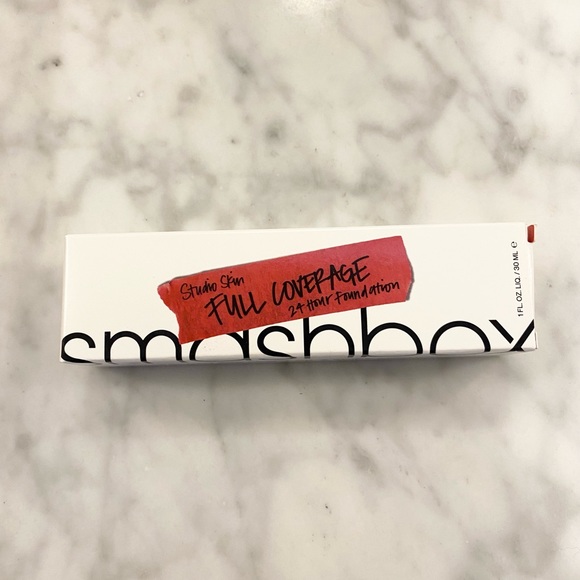 Studio Skin
FULL COVERAGE
24 Hour Foundation
smashbox
1 FL.OZ.LIQ./30 ML ℮